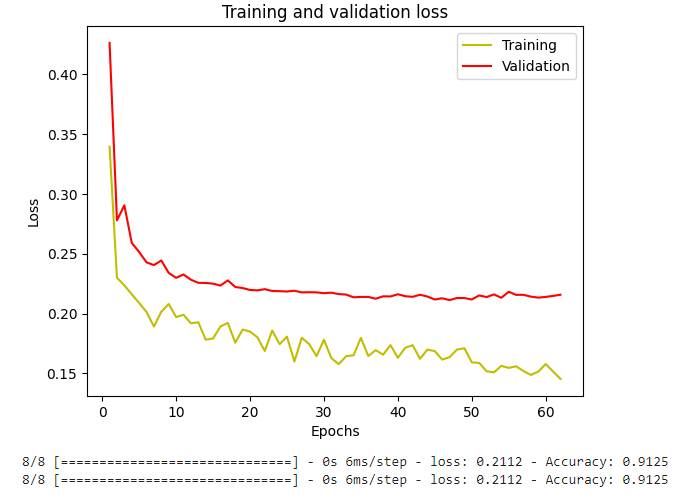 Training and validation loss
Training
Validation
0.40
0.35
0.30
0.25
0.20
0.15
Loss
0 10 20 30 40 50 60
Epochs
8/8 [==============================] - 0s 6ms/step - loss: 0.2112 - Accuracy: 0.9125
8/8 [==============================] - 0s 6ms/step - loss: 0.2112 - Accuracy: 0.9125